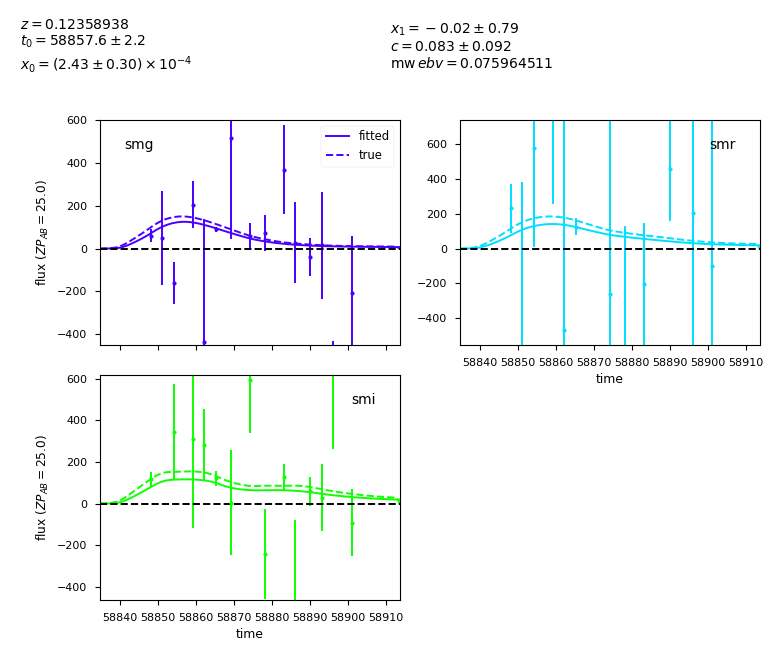 z = 0.12358938
t₀ = 58857.6 ± 2.2
x₀ = (2.43 ± 0.30) × 10⁻⁴
x₁ = −0.02 ± 0.79
c = 0.083 ± 0.092
mw ebv = 0.075964511
smg
fitted
true
600
400
200
0
−200
−400
flux (ZP_AB = 25.0)
smr
600
400
200
0
−200
−400
58840 58850 58860 58870 58880 58890 58900 58910
time
smi
600
400
200
0
−200
−400
flux (ZP_AB = 25.0)
58840 58850 58860 58870 58880 58890 58900 58910
time